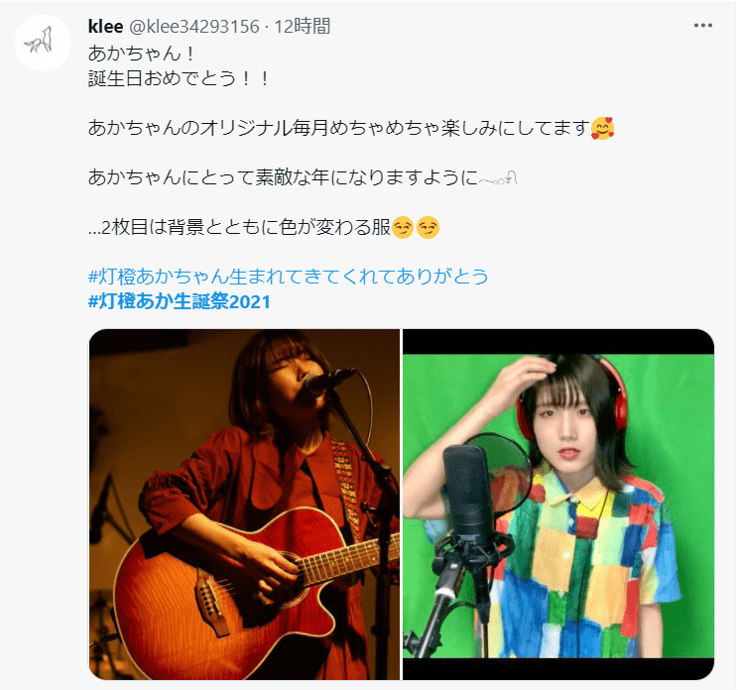 klee @klee34293156 · 12時間
あかちゃん！
誕生日おめでとう！！
あかちゃんのオリジナル毎月めちゃめちゃ楽しみにしてます🥰
あかちゃんにとって素敵な年になりますように
...2枚目は背景とともに色が変わる服😏😏
#灯橙あかちゃん生まれてきてくれてありがとう
#灯橙あか生誕祭2021